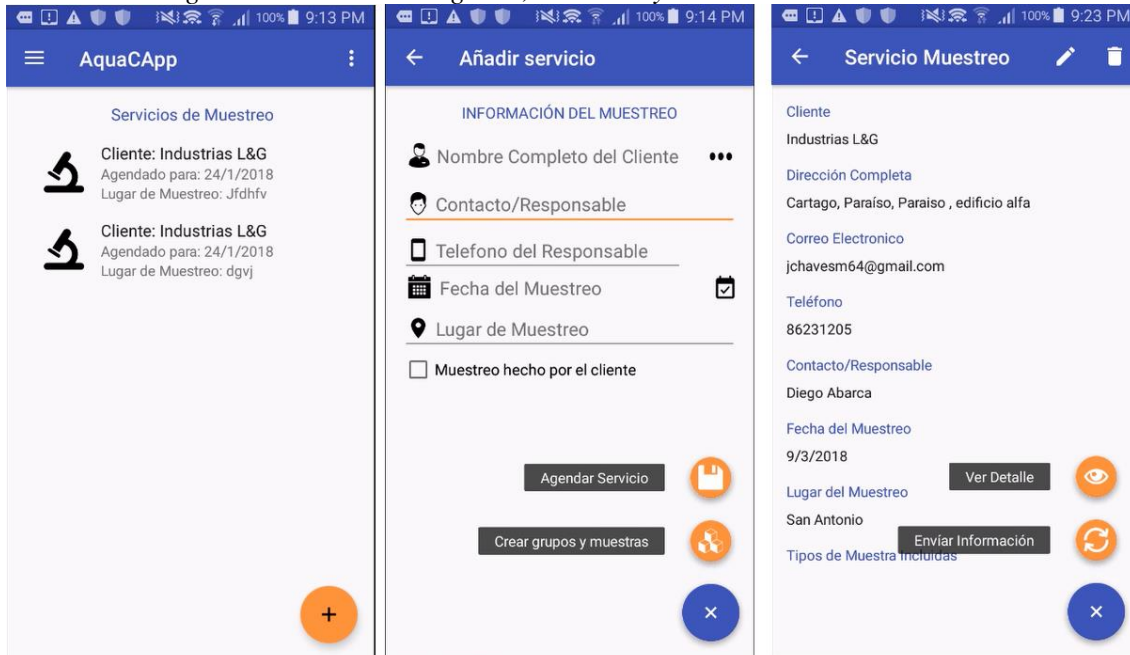 100% 9:13 PM
AquaCApp
Servicios de Muestreo
Cliente: Industrias L&G
Agendado para: 24/1/2018
Lugar de Muestreo: Jfdhfv
Cliente: Industrias L&G
Agendado para: 24/1/2018
Lugar de Muestreo: dgvj
+
100% 9:14 PM
Añadir servicio
INFORMACIÓN DEL MUESTREO
Nombre Completo del Cliente
Contacto/Responsable
Telefono del Responsable
Fecha del Muestreo
Lugar de Muestreo
Muestreo hecho por el cliente
Agendar Servicio
Crear grupos y muestras
×
100% 9:23 PM
Servicio Muestreo
Cliente
Industrias L&G
Dirección Completa
Cartago, Paraíso, Paraiso , edificio alfa
Correo Electronico
jchavesm64@gmail.com
Teléfono
86231205
Contacto/Responsable
Diego Abarca
Fecha del Muestreo
9/3/2018
Ver Detalle
Lugar del Muestreo
San Antonio
Envíar Información
Tipos de Muestra Incluidas
×